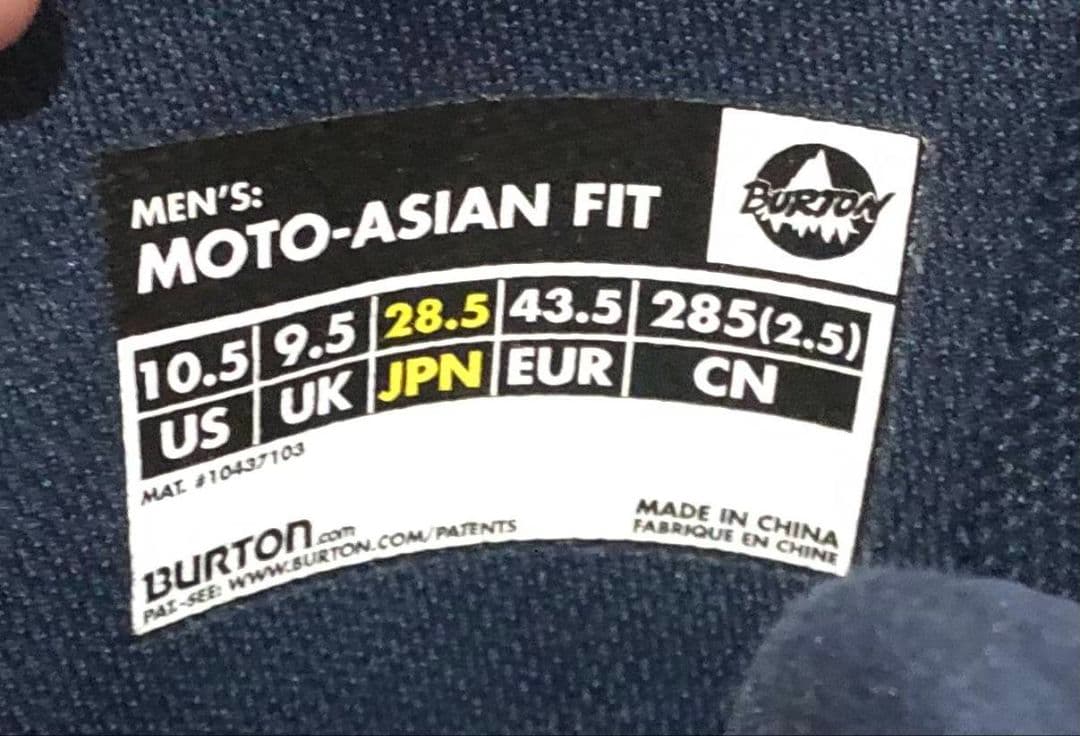 MEN'S:
MOTO-ASIAN FIT
BURTON
10.5 9.5 28.5 43.5 285(2.5)
US UK JPN EUR CN
MAT. #10437103
BURTON.com
PAT.-SEE: WWW.BURTON.COM/PATENTS
MADE IN CHINA
FABRIQUE EN CHINE